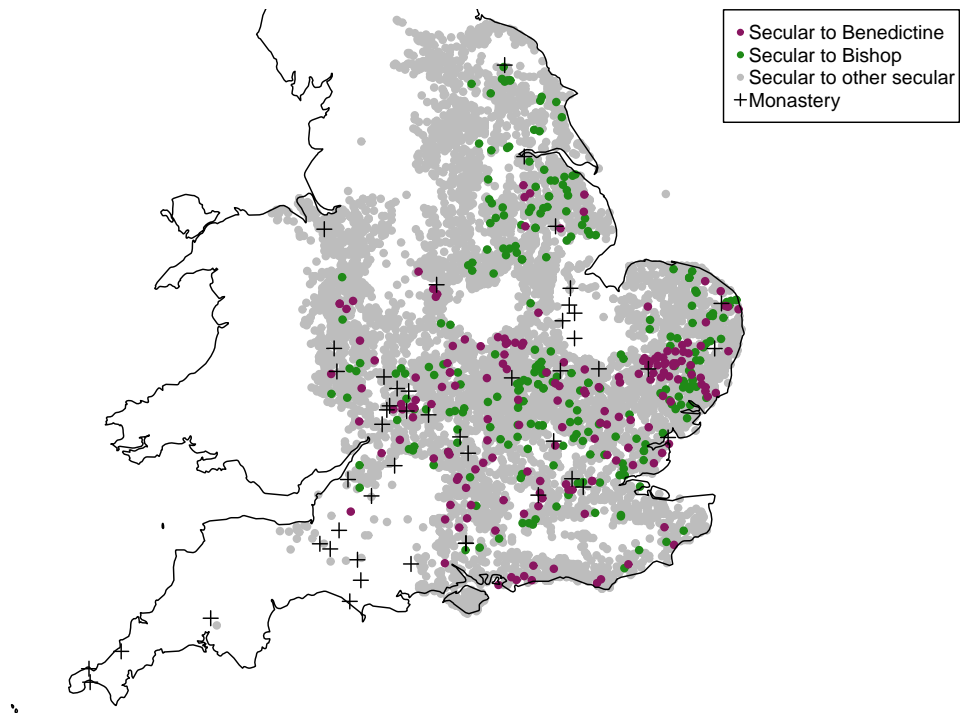 Secular to Benedictine
Secular to Bishop
Secular to other secular
Monastery